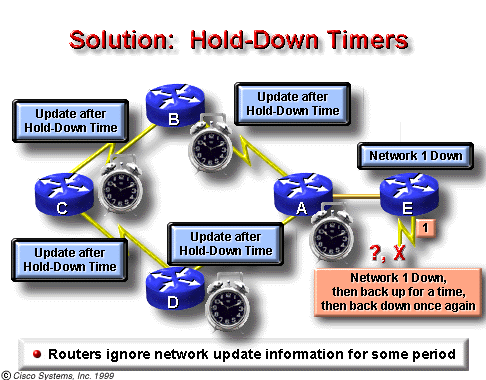 Solution: Hold-Down Timers
Update after
Hold-Down Time
B
Update after
Hold-Down Time
Network 1 Down
C
A
E
1
Update after
Hold-Down Time
Update after
Hold-Down Time
D
?, X
Network 1 Down,
then back up for a time,
then back down once again
Routers ignore network update information for some period
© Cisco Systems, Inc. 1999